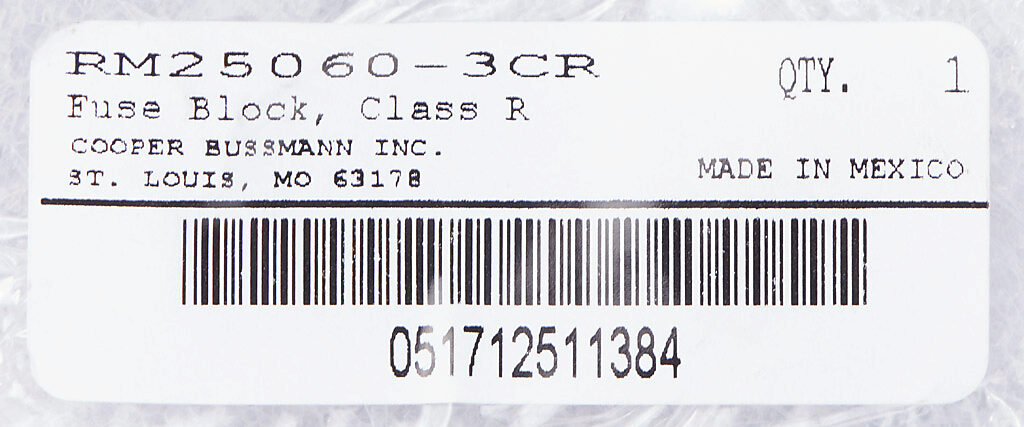 RM25060-3CR
QTY. 1
Fuse Block, Class R
COOPER BUSSMANN INC.
ST. LOUIS, MO 63178
MADE IN MEXICO
051712511384